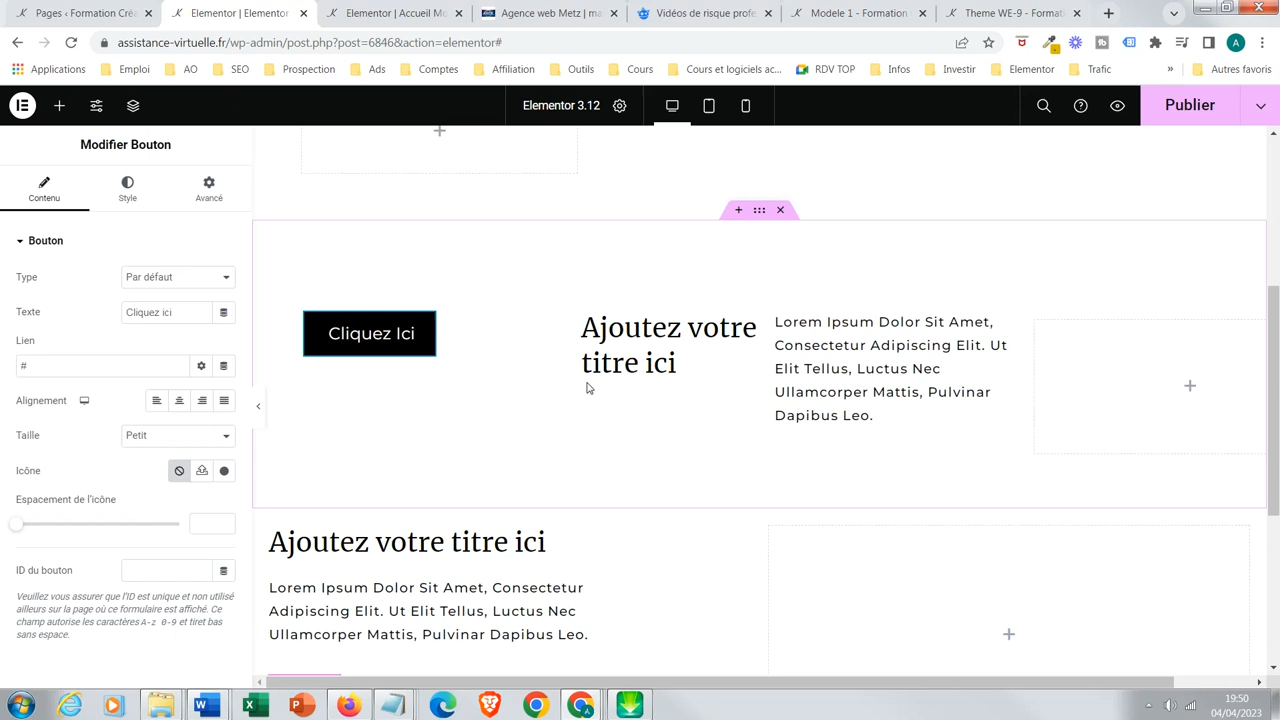 Pages ‹ Formation Créa
Elementor | Elementor
Elementor | Accueil Mo
Agence web Metz | ma
Vidéos de risque profe
Modele 1 - Formation
Theme WE-9 - Formati
assistance-virtuelle.fr/wp-admin/post.php?post=6846&action=elementor#
A
Applications
Emploi
AO
SEO
Prospection
Ads
Comptes
Affiliation
Outils
Cours
Cours et logiciels ac...
RDV TOP
Infos
Investir
Elementor
Trafic
»
Autres favoris
Elementor 3.12
Publier
Modifier Bouton
Contenu
Style
Avancé
Bouton
Type
Par défaut
Texte
Cliquez ici
Lien
#
Alignement
Taille
Petit
Icône
Espacement de l'icône
ID du bouton
Veuillez vous assurer que l'ID est unique et non utilisé
ailleurs sur la page où ce formulaire est affiché. Ce
champ autorise les caractères A-z 0-9 et tiret bas
sans espace.
Cliquez Ici
Ajoutez votre
titre ici
Lorem Ipsum Dolor Sit Amet,
Consectetur Adipiscing Elit. Ut
Elit Tellus, Luctus Nec
Ullamcorper Mattis, Pulvinar
Dapibus Leo.
Ajoutez votre titre ici
Lorem Ipsum Dolor Sit Amet, Consectetur
Adipiscing Elit. Ut Elit Tellus, Luctus Nec
Ullamcorper Mattis, Pulvinar Dapibus Leo.
19:50
04/04/2023